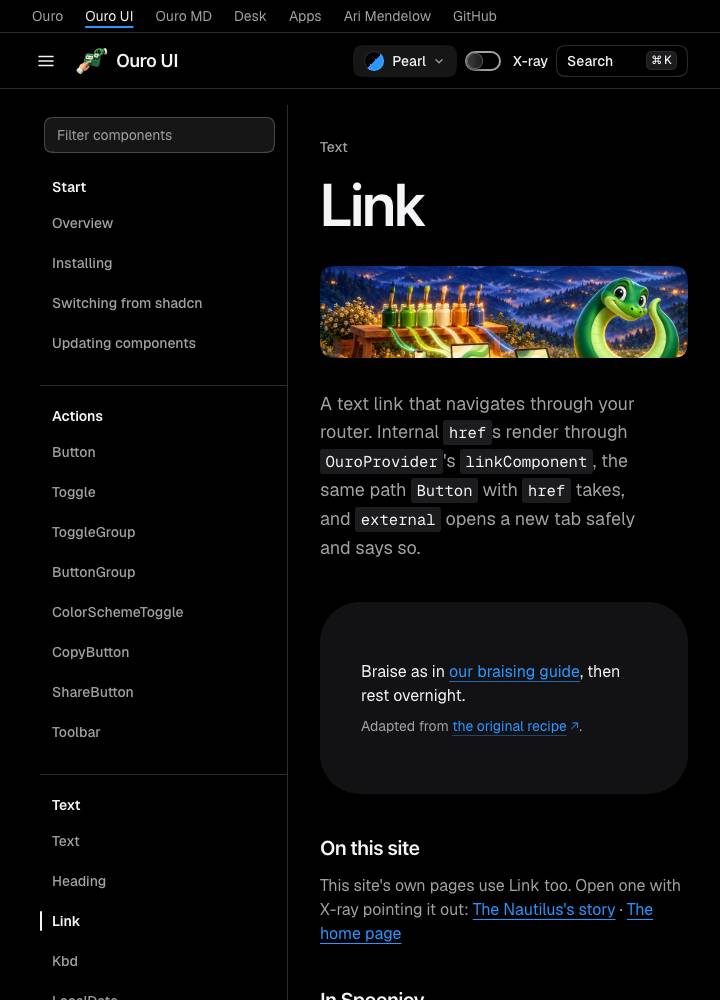 Ouro Ouro UI Ouro MD Desk Apps Ari Mendelow GitHub
Ouro UI Pearl X-ray Search ⌘ K
Filter components
Start
Overview
Installing
Switching from shadcn
Updating components
Actions
Button
Toggle
ToggleGroup
ButtonGroup
ColorSchemeToggle
CopyButton
ShareButton
Toolbar
Text
Text
Heading
Link
Kbd
LocalDate
Text
Link
A text link that navigates through your
router. Internal hrefs render through
OuroProvider's linkComponent, the
same path Button with href takes,
and external opens a new tab safely
and says so.
Braise as in our braising guide, then
rest overnight.
Adapted from the original recipe ↗.
On this site
This site's own pages use Link too. Open one with
X-ray pointing it out: The Nautilus's story · The
home page
In Spoonjoy